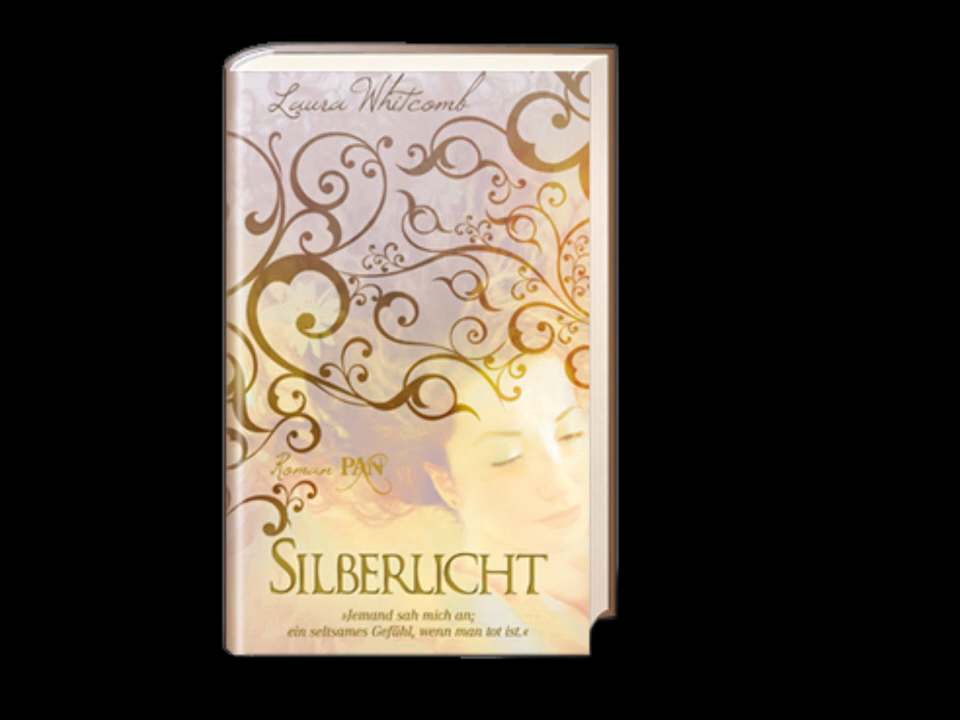 Laura Whitcomb
Roman PAN
SILBERLICHT
»Jemand sah mich an;
ein seltsames Gefühl, wenn man tot ist.«